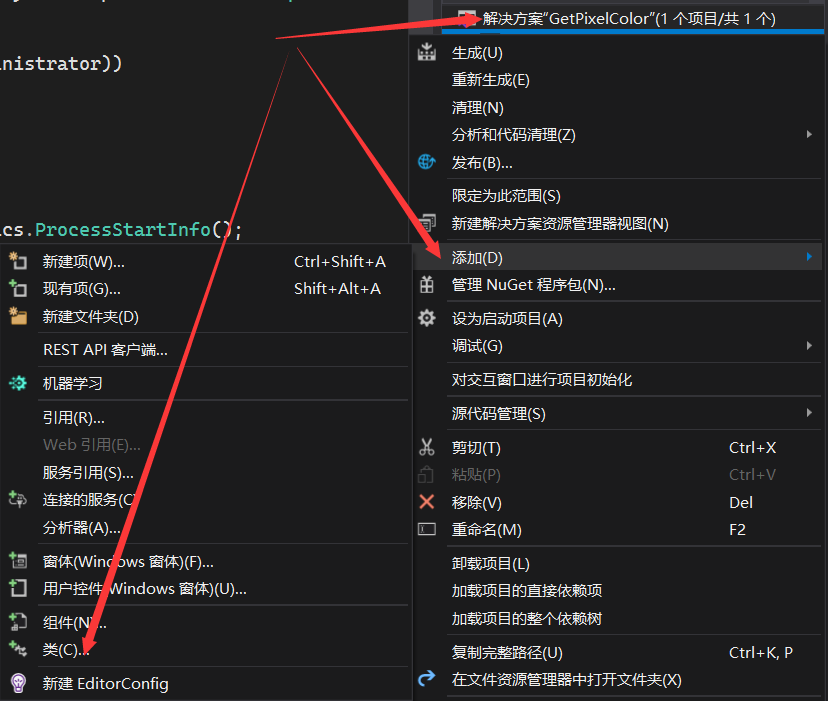 解决方案"GetPixelColor"(1 个项目/共 1 个)
nistrator))
cs.ProcessStartInfo();
生成(U)
重新生成(E)
清理(N)
分析和代码清理(Z)
发布(B)...
限定为此范围(S)
新建解决方案资源管理器视图(N)
添加(D)
管理 NuGet 程序包(N)...
设为启动项目(A)
调试(G)
对交互窗口进行项目初始化
源代码管理(S)
剪切(T) Ctrl+X
粘贴(P) Ctrl+V
移除(V) Del
重命名(M) F2
卸载项目(L)
加载项目的直接依赖项
加载项目的整个依赖树
复制完整路径(U) Ctrl+K, P
在文件资源管理器中打开文件夹(X)
新建项(W)... Ctrl+Shift+A
现有项(G)... Shift+Alt+A
新建文件夹(D)
REST API 客户端...
机器学习
引用(R)...
Web 引用(E)...
服务引用(S)...
连接的服务(C)
分析器(A)...
窗体(Windows 窗体)(F)...
用户控件(Windows 窗体)(U)...
组件(N)...
类(C)...
新建 EditorConfig